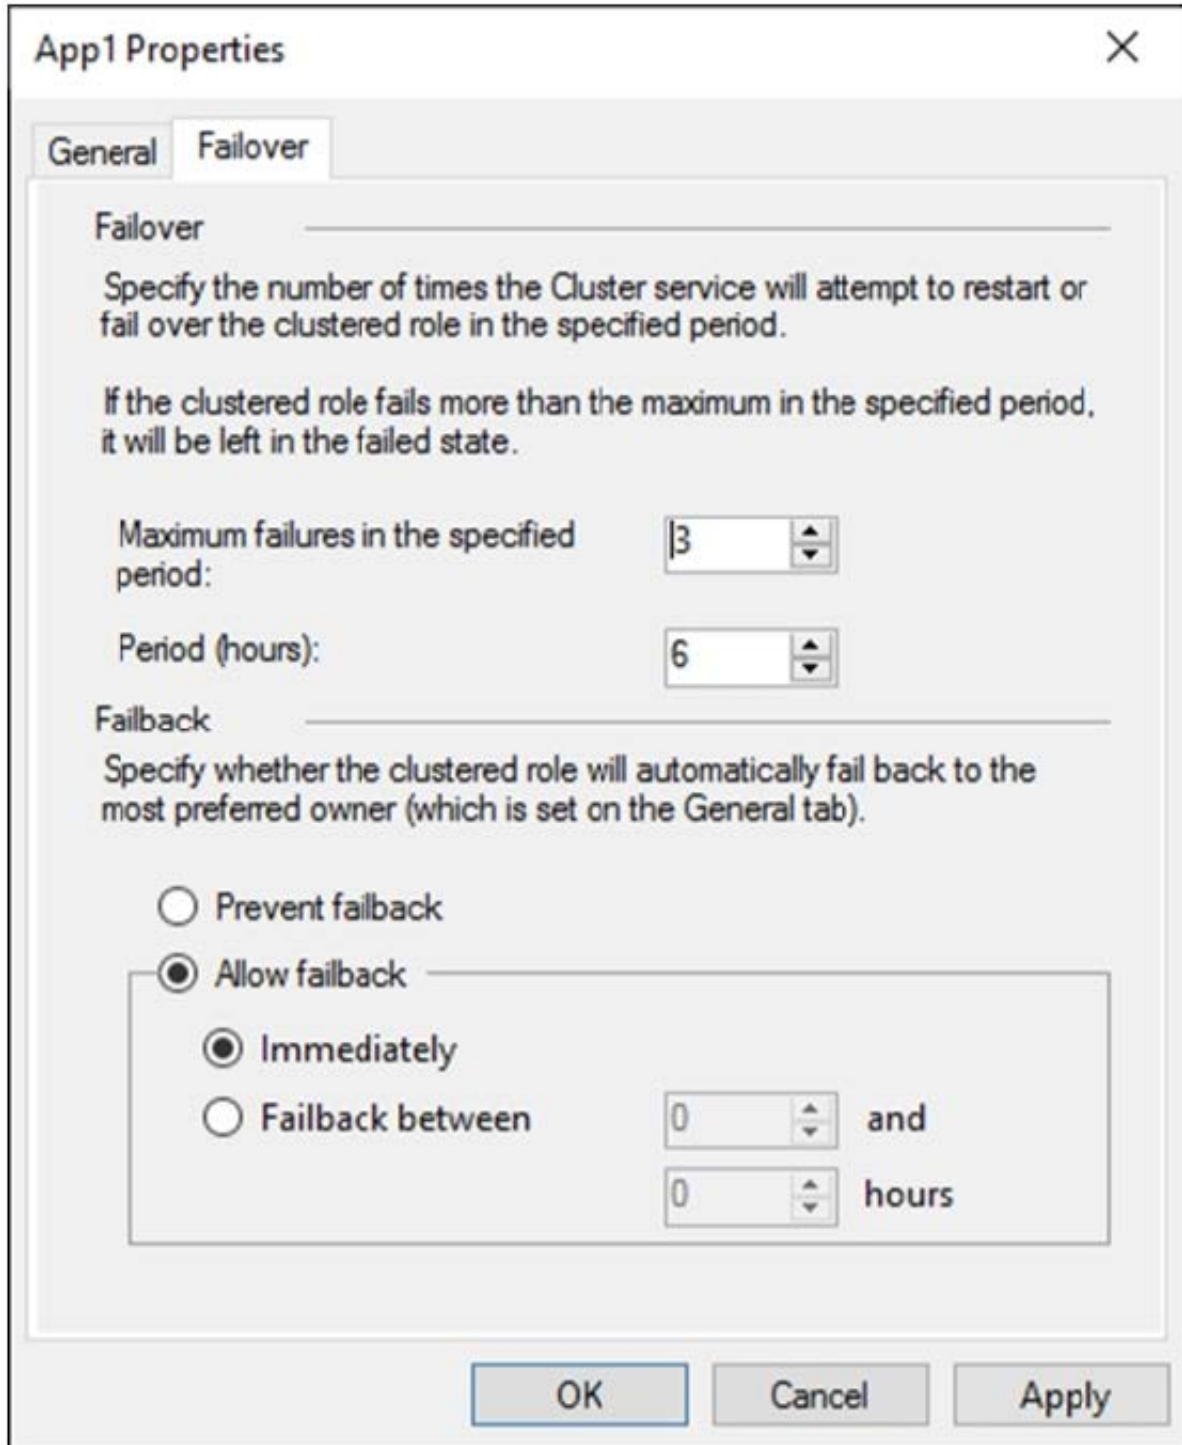 App1 Properties
General
Failover
Failover
Specify the number of times the Cluster service will attempt to restart or
fail over the clustered role in the specified period.
If the clustered role fails more than the maximum in the specified period,
it will be left in the failed state.
Maximum failures in the specified
period:
3
Period (hours):
6
Failback
Specify whether the clustered role will automatically fail back to the
most preferred owner (which is set on the General tab).
Prevent failback
Allow failback
Immediately
Failback between
0
and
0
hours
OK
Cancel
Apply